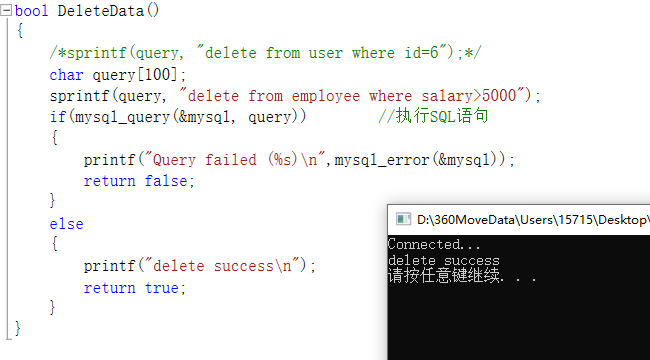 bool DeleteData()
{
/*sprintf(query, "delete from user where id=6");*/
char query[100];
sprintf(query, "delete from employee where salary>5000");
if(mysql_query(&mysql, query)) //执行SQL语句
{
printf("Query failed (%s)\n",mysql_error(&mysql));
return false;
}
else
{
printf("delete success\n");
return true;
}
}
D:\360MoveData\Users\15715\Desktop\
Connected...
delete success
请按任意键继续. . .